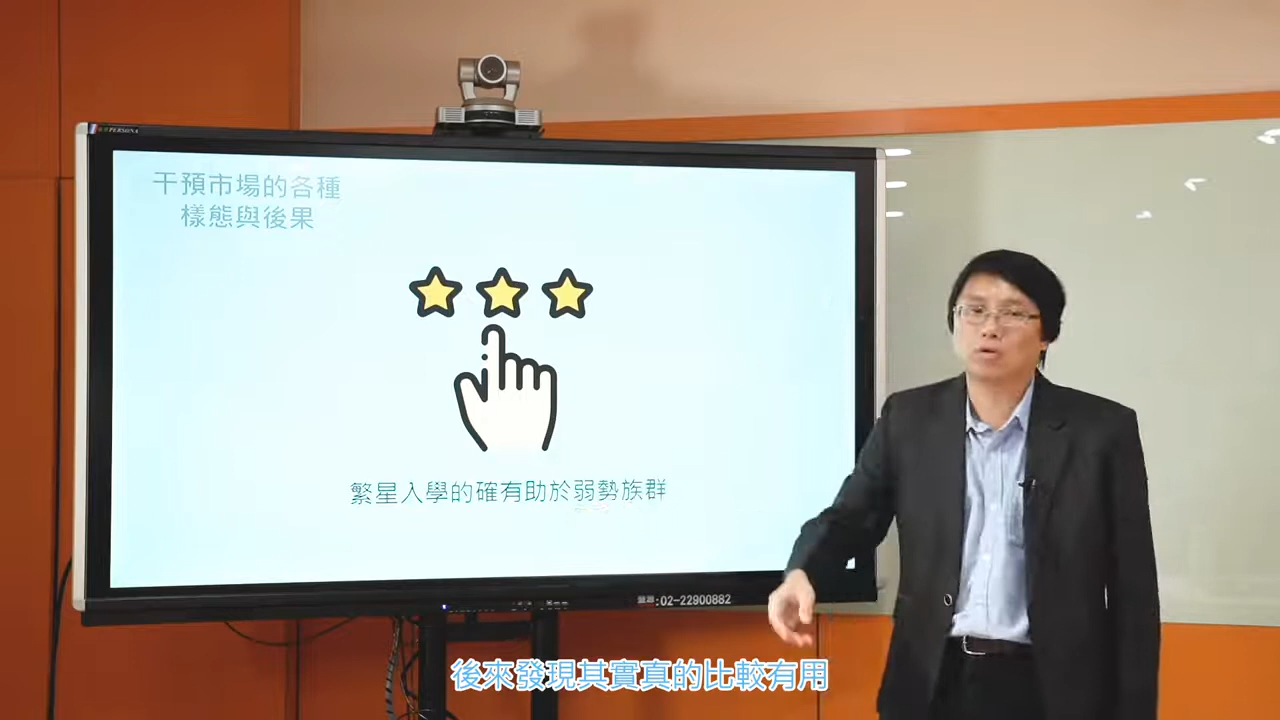 PERSONA
干預市場的各種
樣態與後果
繁星入學的確有助於弱勢族群
:02-22900882
後來發現其實真的比較有用